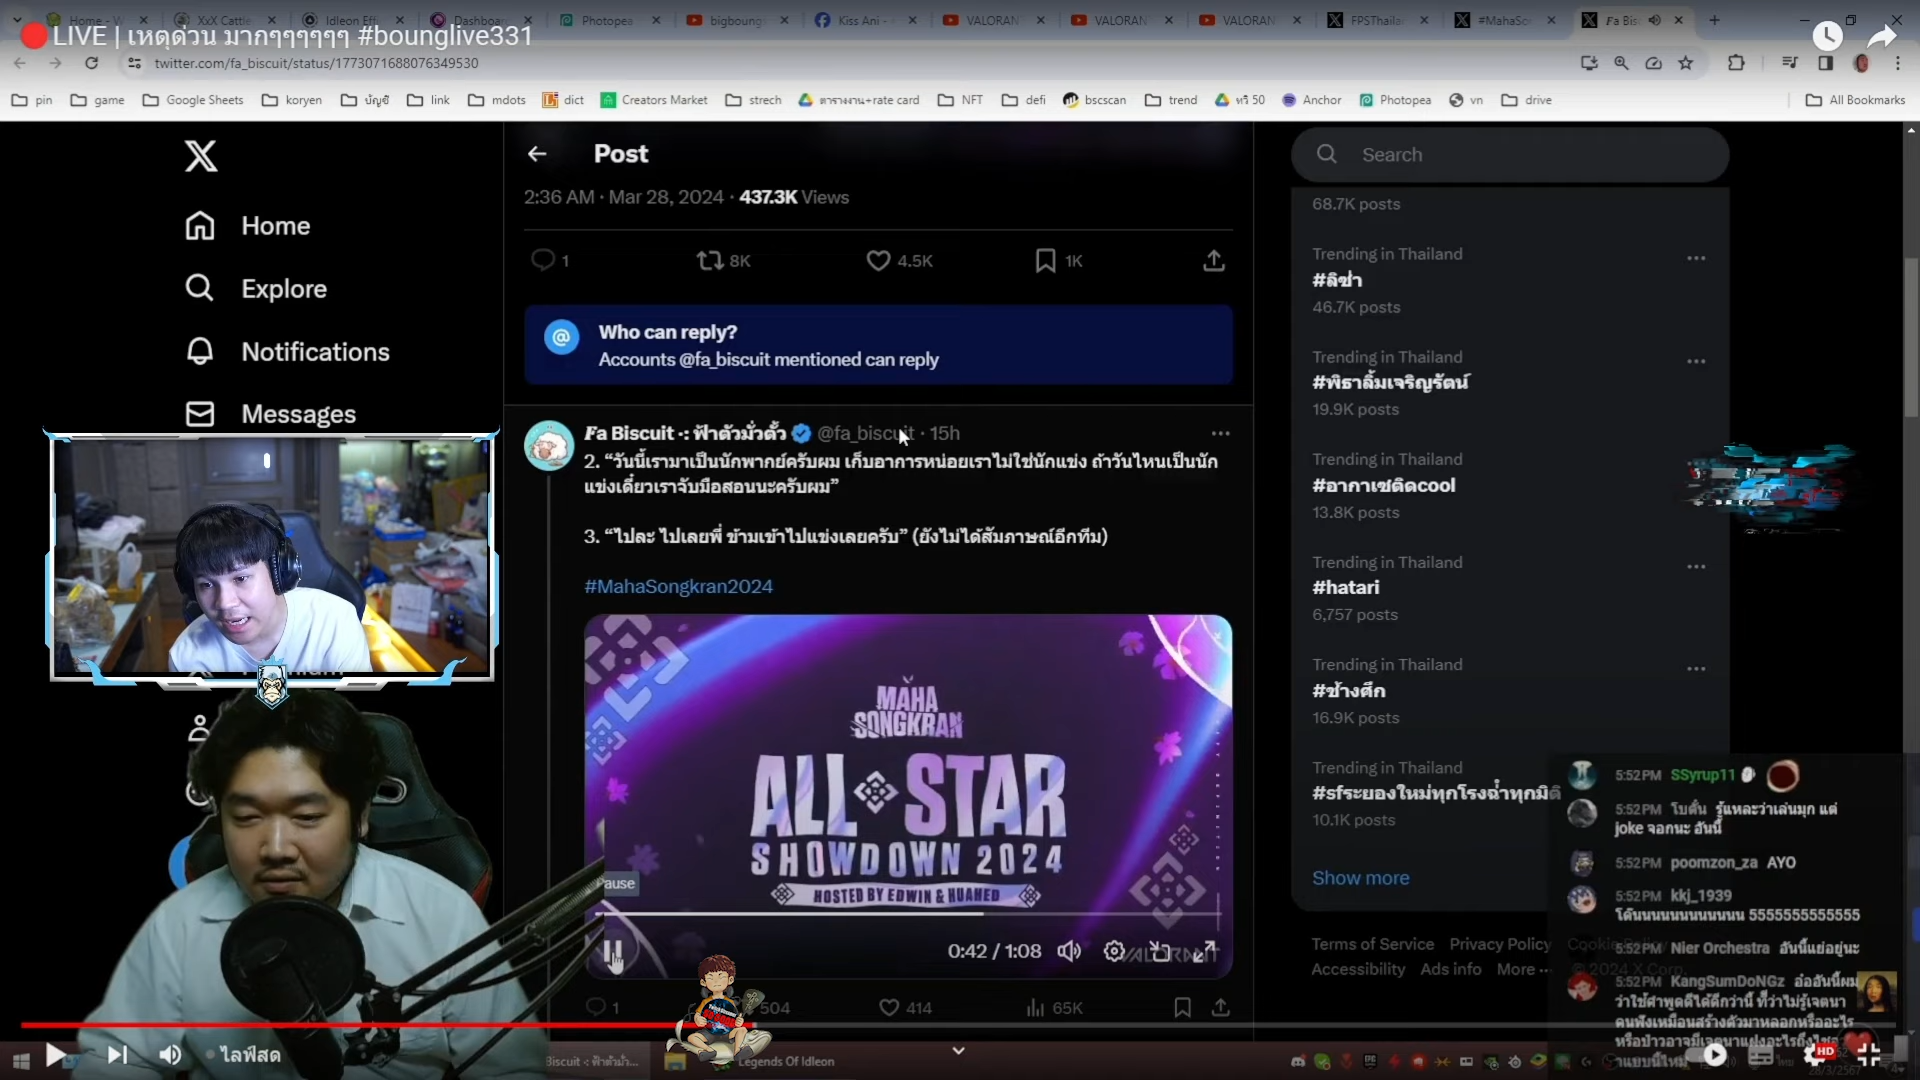 Home - W
XxX Cattle
Idleon Effi
Dashboar
Photopea
bigboung
Kiss Ani -
VALORAN
VALORAN
VALORAN
FPSThaila
#MahaSo
Fa Bis
LIVE | เหตุด่วน มากๆๆๆๆๆๆ #bounglive331
twitter.com/fa_biscuit/status/1773071688076349530
pin
game
Google Sheets
koryen
บัญชี
link
mdots
dict
Creators Market
strech
ตารางงาน+rate card
NFT
defi
bscscan
trend
ทวิ 50
Anchor
Photopea
vn
drive
All Bookmarks
Post
Search
2:36 AM · Mar 28, 2024 · 437.3K Views
1
8K
4.5K
1K
Who can reply?
Accounts @fa_biscuit mentioned can reply
Home
Explore
Notifications
Messages
Fa Biscuit ·: ฟ้าตัวมั่วตั้ว @fa_biscuit · 15h
2. “วันนี้เรามาเป็นนักพากย์ครับผม เก็บอาการหน่อยเราไม่ใช่นักแข่ง ถ้าวันไหนเป็นนัก
แข่งเดี๋ยวเราจับมือสอนนะครับผม”
3. “ไปละ ไปเลยพี่ ข้ามเข้าไปแข่งเลยครับ” (ยังไม่ได้สัมภาษณ์อีกทีม)
#MahaSongkran2024
MAHA
SONGKRAN
ALL STAR
SHOWDOWN 2024
HOSTED BY EDWIN & HUAHED
Pause
0:42 / 1:08
VALORANT
1
504
414
65K
68.7K posts
Trending in Thailand
#ลิซ่า
46.7K posts
Trending in Thailand
#พิธาลิ้มเจริญรัตน์
19.9K posts
Trending in Thailand
#อากาเซติดcool
13.8K posts
Trending in Thailand
#hatari
6,757 posts
Trending in Thailand
#ช้างศึก
16.9K posts
Trending in Thailand
#sfระยองใหม่ทุกโรงฉ่ำทุกมิติ
10.1K posts
Show more
Terms of Service Privacy Policy Cookie Policy
Accessibility Ads info More ··· © 2024 X Corp.
5:52PM SSyrup11
5:52PM โบตั๋น รู้แหละว่าเล่นมุก แต่
joke จอกนะ อันนี้
5:52PM poomzon_za AYO
5:52PM kkj_1939
โด๊นนนนนนนนนนน 5555555555555
5:52PM Nier Orchestra อันนี้แย่อยู่นะ
5:52PM KangSumDoNGz อ่ออันนี้ผม
ว่าใช้คำพูดดีได้ดีกว่านี้ ที่ว่าไม่รู้เจตนา
คนฟังเหมือนสร้างตัวมาหลอกหรืออะไร
หรือป่าวอาจมีเจตนาแฝงอะไรถึงใช้
ไลฟ์สด
Biscuit -: ฟ้าตัวมั่ว...
Legends Of Idleon
HD
28/3/2567